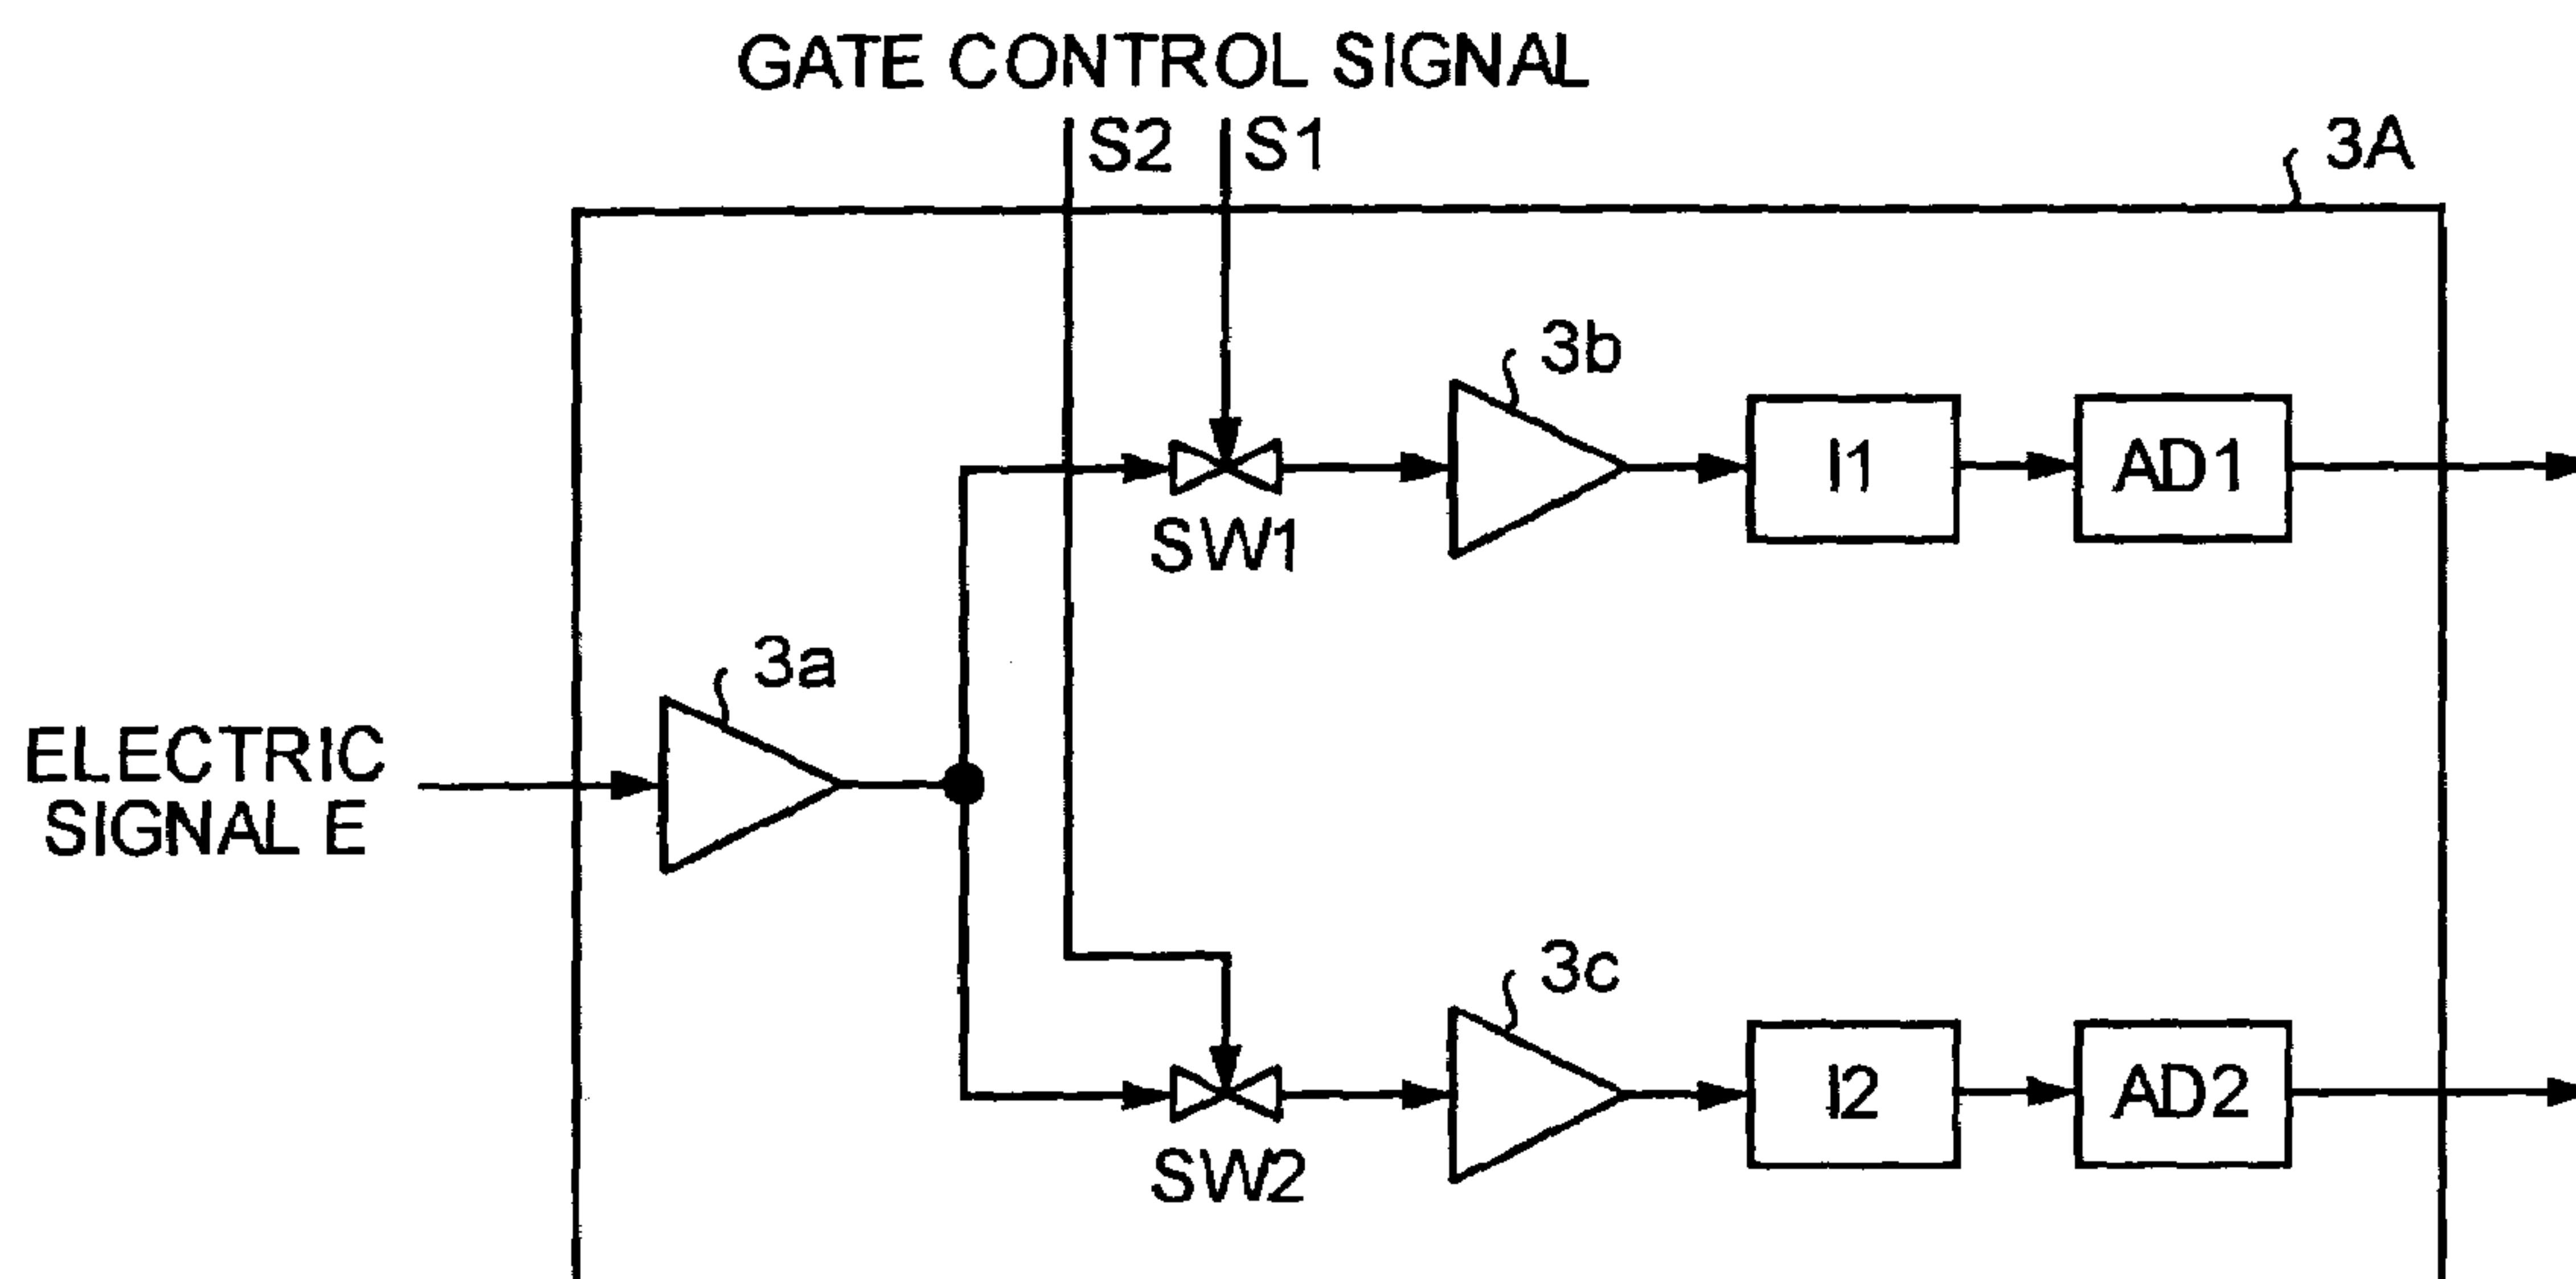 GATE CONTROL SIGNAL
S2
S1
3A
3b
I1
AD1
SW1
3a
ELECTRIC
SIGNAL E
3c
I2
AD2
SW2